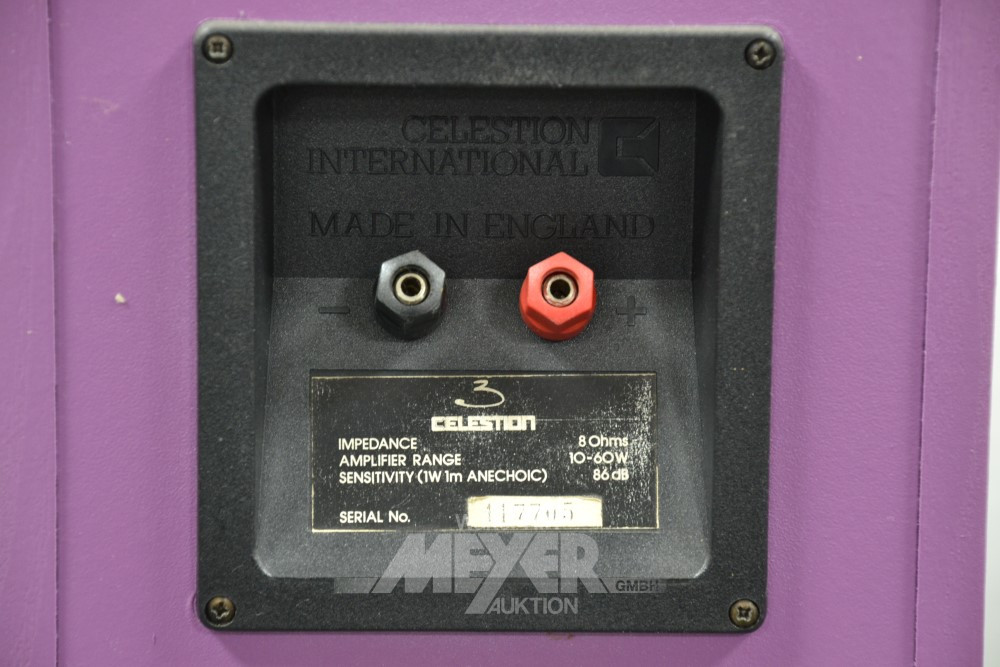 CELESTION
INTERNATIONAL
MADE IN ENGLAND
- +
3
CELESTION
IMPEDANCE 8 Ohms
AMPLIFIER RANGE 10-60W
SENSITIVITY (1W 1m ANECHOIC) 86dB
SERIAL No. 117705
MEYER
GMBH
AUKTION